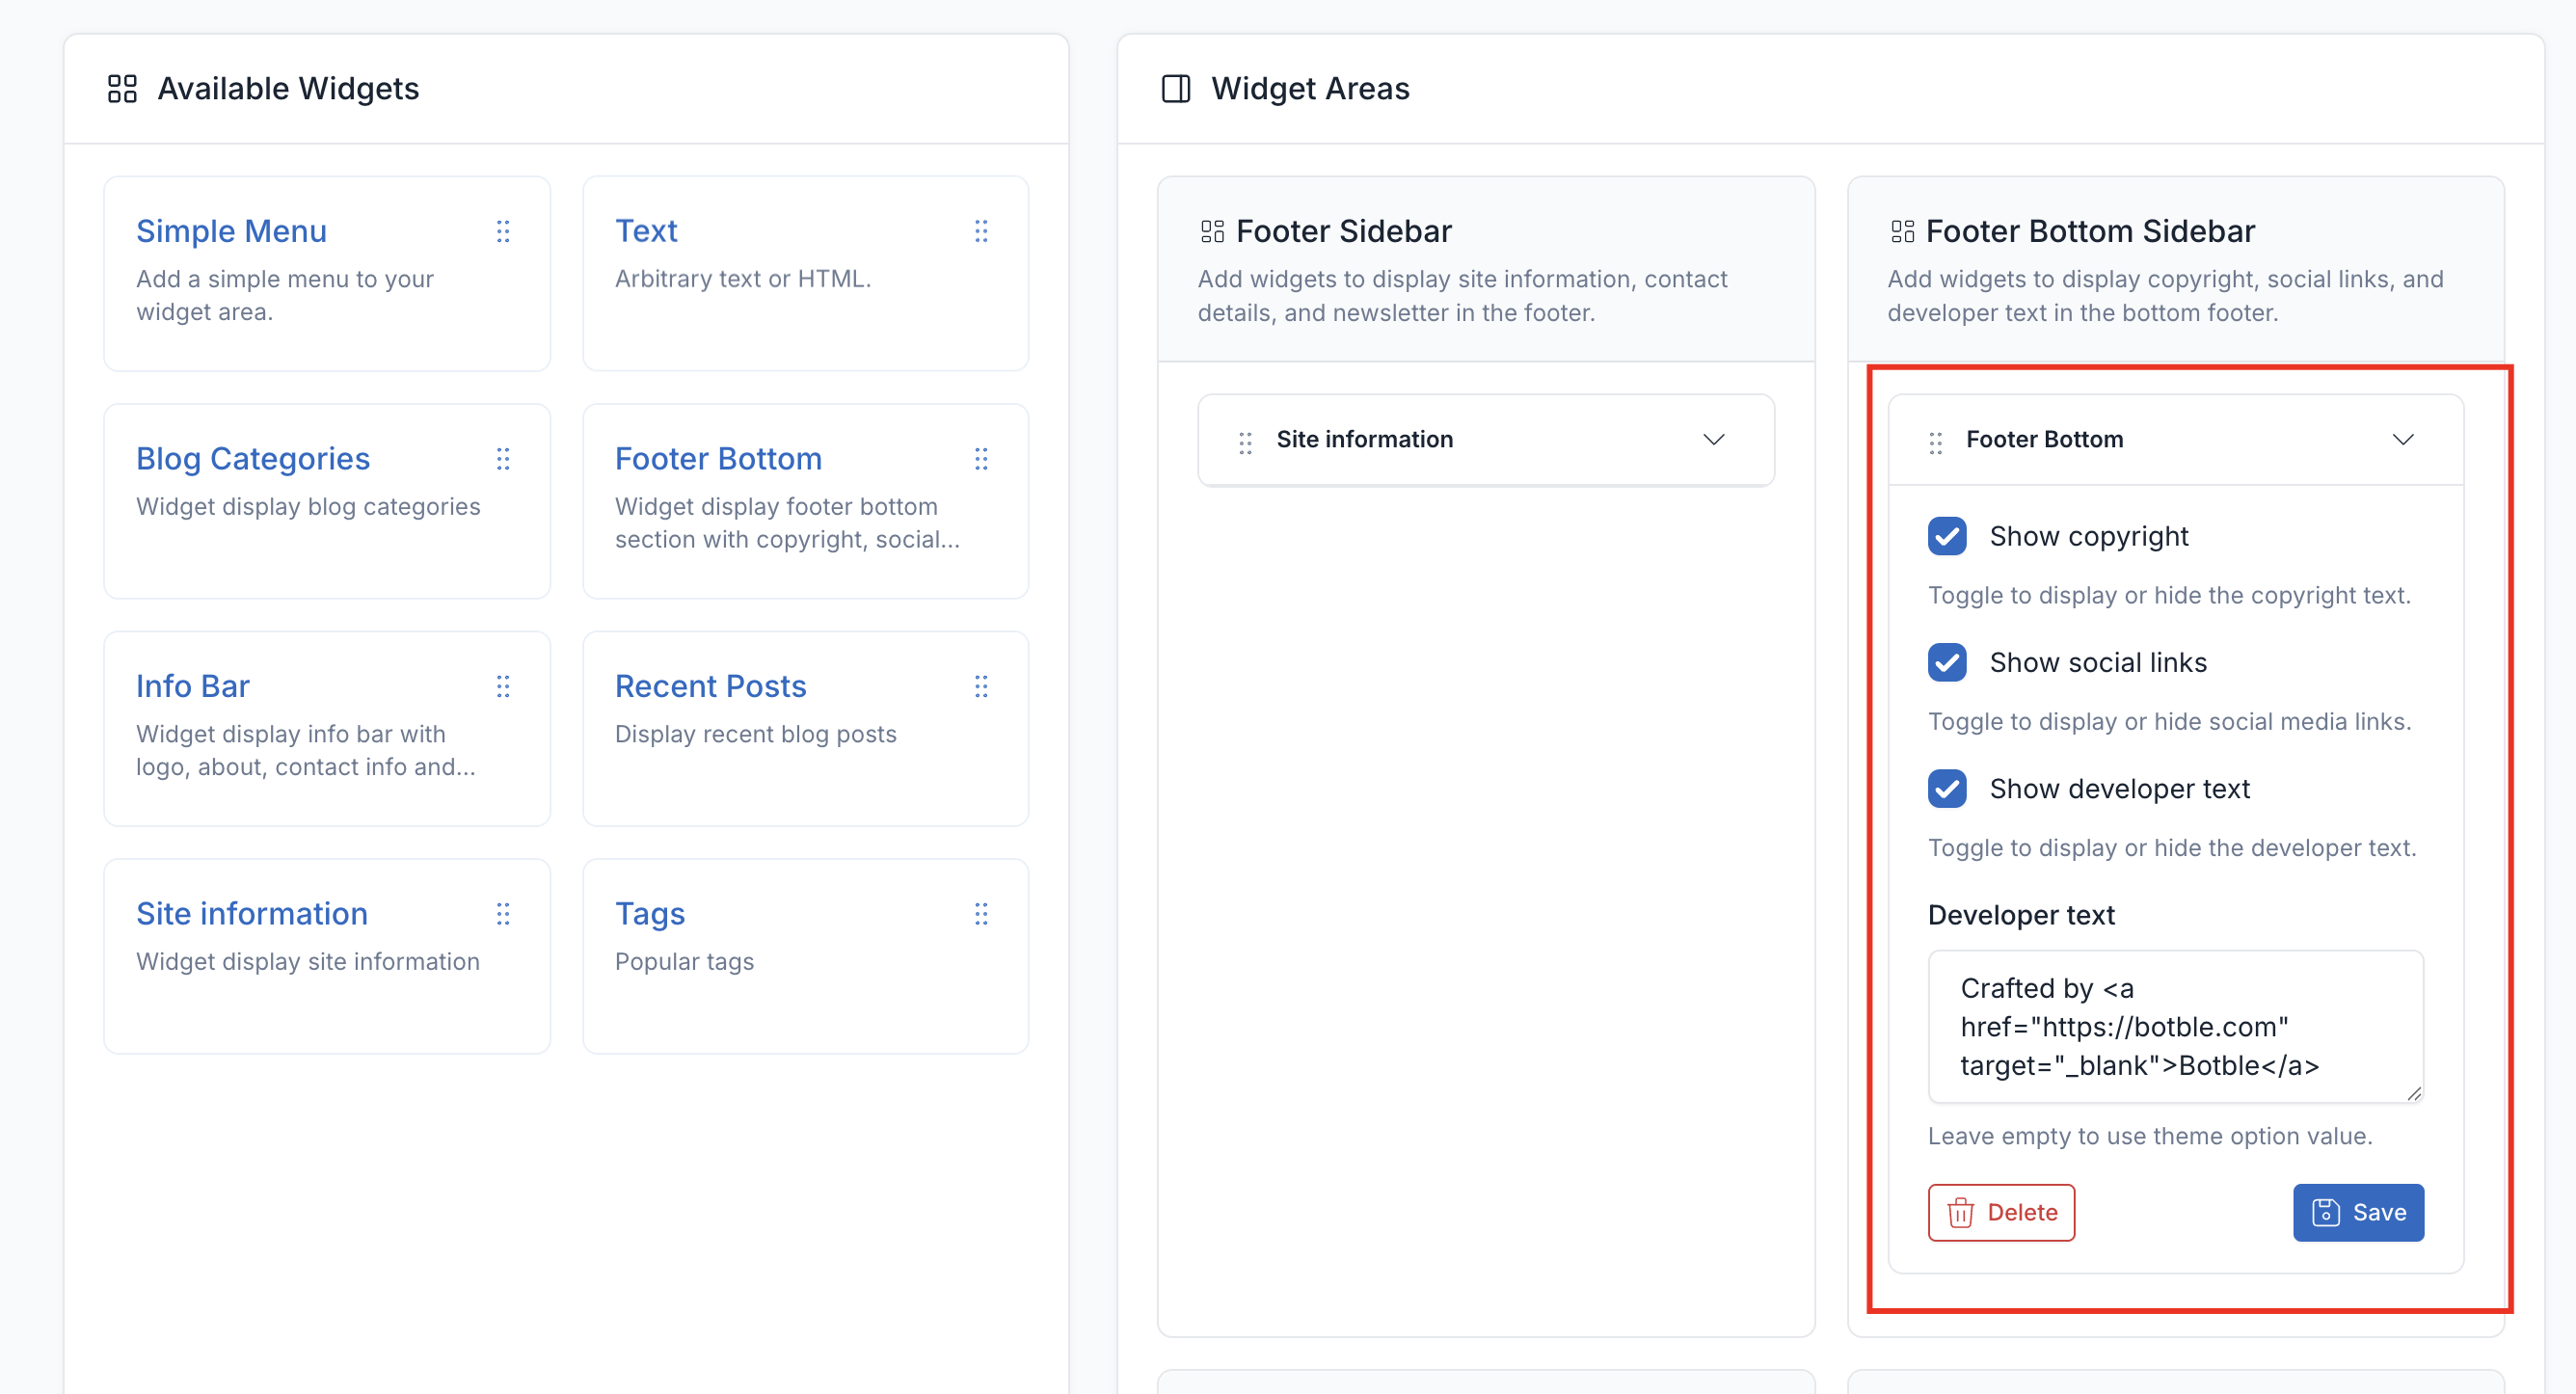 Available Widgets
Simple Menu
Add a simple menu to your
widget area.
Text
Arbitrary text or HTML.
Blog Categories
Widget display blog categories
Footer Bottom
Widget display footer bottom
section with copyright, social...
Info Bar
Widget display info bar with
logo, about, contact info and...
Recent Posts
Display recent blog posts
Site information
Widget display site information
Tags
Popular tags
Widget Areas
Footer Sidebar
Add widgets to display site information, contact
details, and newsletter in the footer.
Site information
Footer Bottom Sidebar
Add widgets to display copyright, social links, and
developer text in the bottom footer.
Footer Bottom
Show copyright
Toggle to display or hide the copyright text.
Show social links
Toggle to display or hide social media links.
Show developer text
Toggle to display or hide the developer text.
Developer text
Crafted by <a
href="https://botble.com"
target="_blank">Botble</a>
Leave empty to use theme option value.
Delete
Save